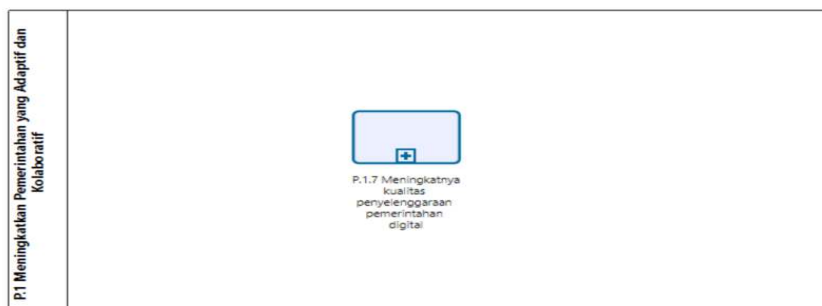 P.1 Meningkatkan Pemerintahan yang Adaptif dan
Kolaboratif
P.1.7 Meningkatnya
kualitas
penyelenggaraan
pemerintahan
digital